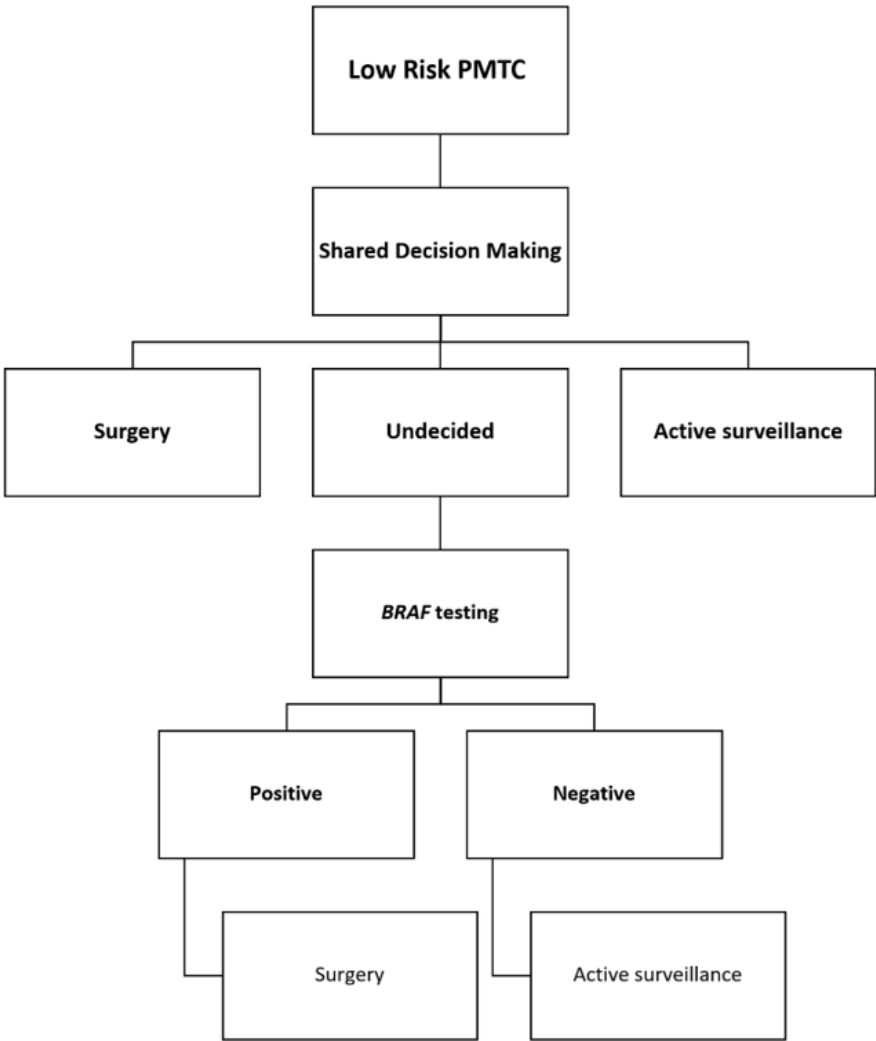 Low Risk PMTC
Shared Decision Making
Surgery
Undecided
Active surveillance
BRAF testing
Positive
Negative
Surgery
Active surveillance